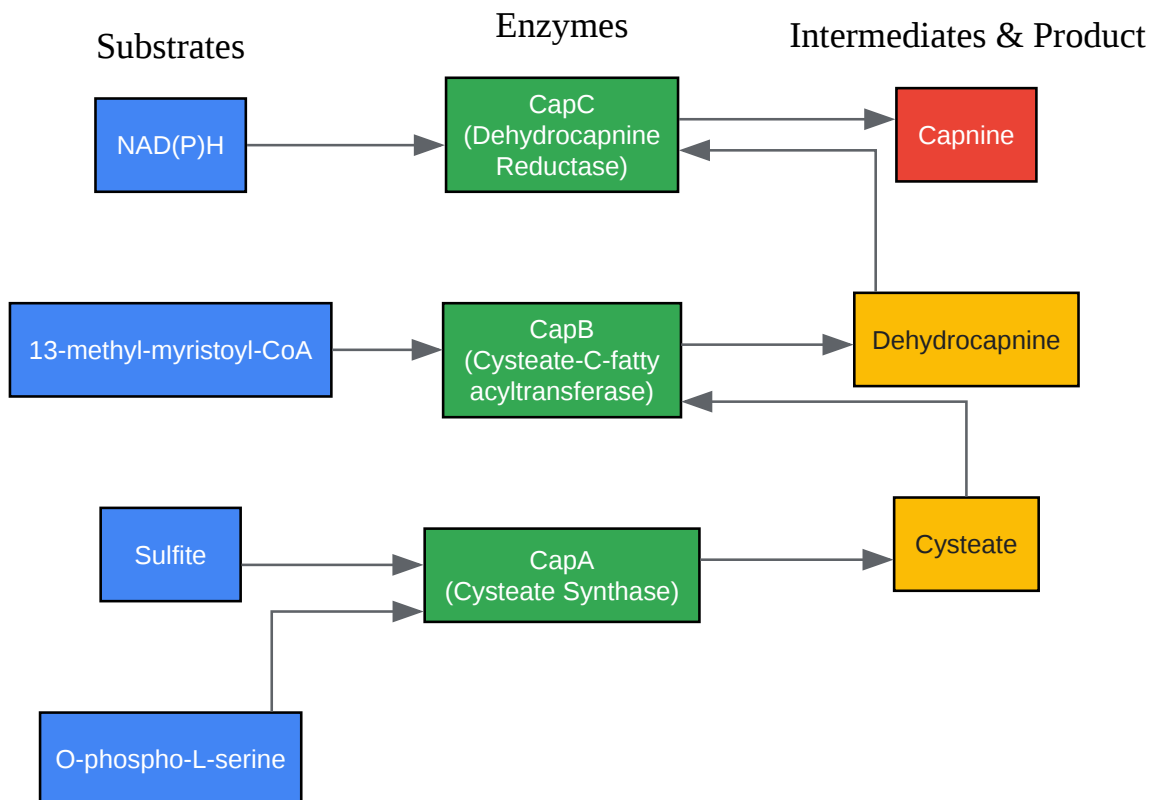 Substrates
Enzymes
Intermediates & Product
NAD(P)H
CapC
(Dehydrocapnine
Reductase)
Capnine
13-methyl-myristoyl-CoA
CapB
(Cysteate-C-fatty
acyltransferase)
Dehydrocapnine
Sulfite
CapA
(Cysteate Synthase)
Cysteate
O-phospho-L-serine